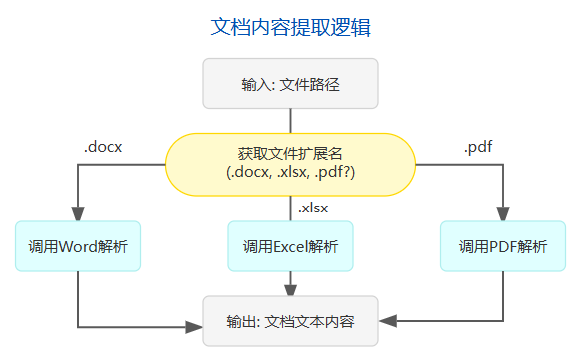 文档内容提取逻辑
输入: 文件路径
获取文件扩展名
(.docx, .xlsx, .pdf?)
.docx
.pdf
.xlsx
调用Word解析
调用Excel解析
调用PDF解析
输出: 文档文本内容